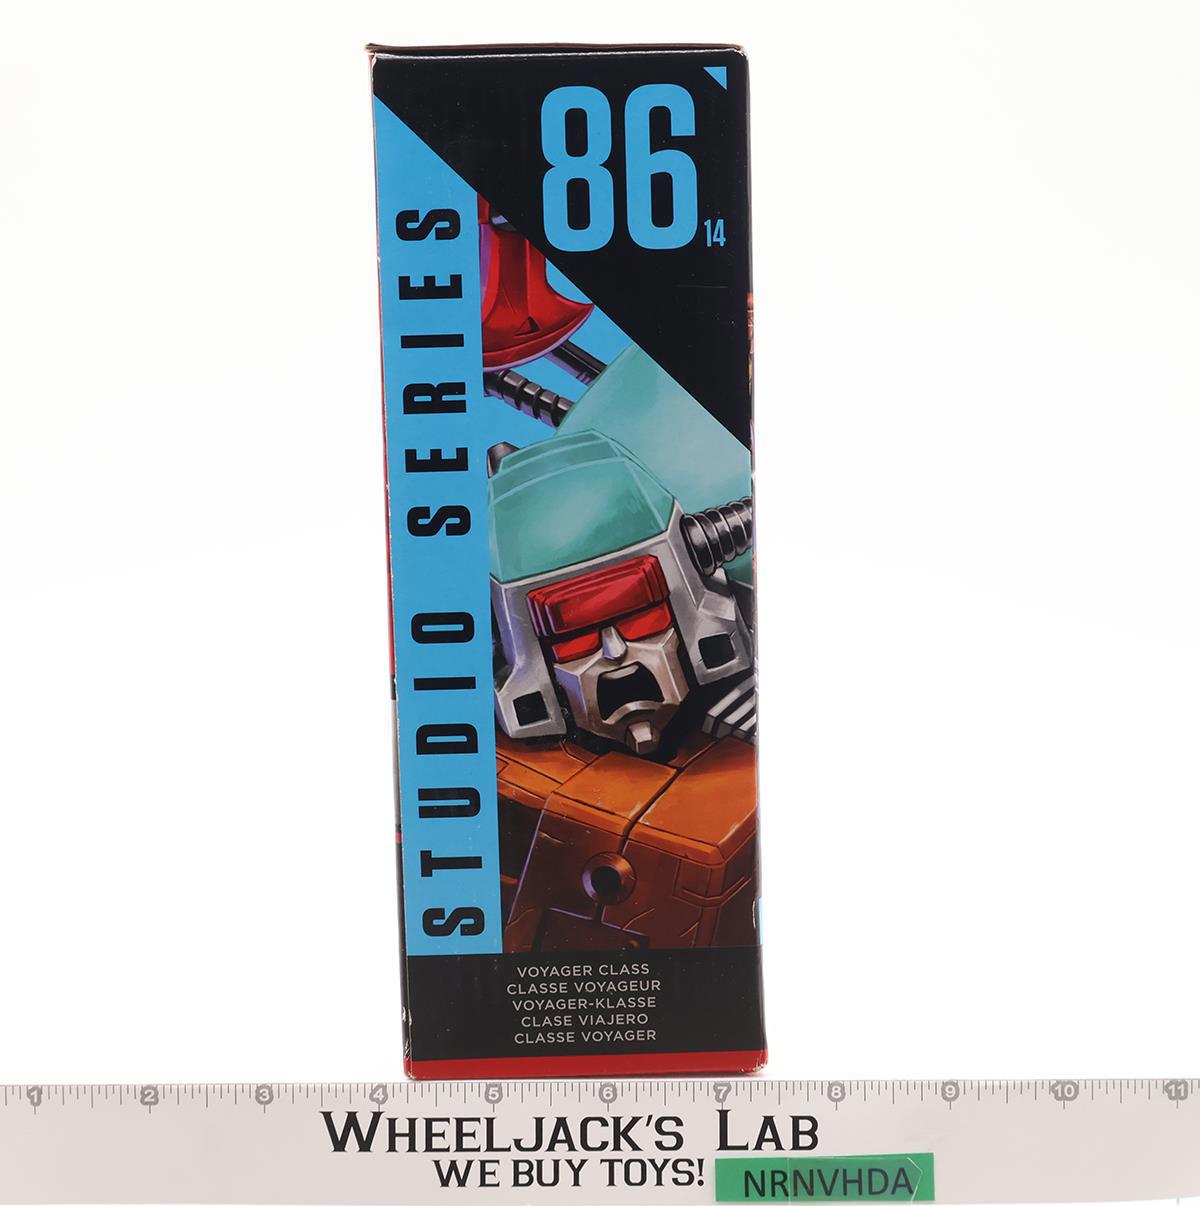 86
14
STUDIO SERIES
VOYAGER CLASS
CLASSE VOYAGEUR
VOYAGER-KLASSE
CLASE VIAJERO
CLASSE VOYAGER
1 2 3 4 5 6 7 8 9 10 11
WHEELJACK'S LAB
WE BUY TOYS!
NRNVHDA